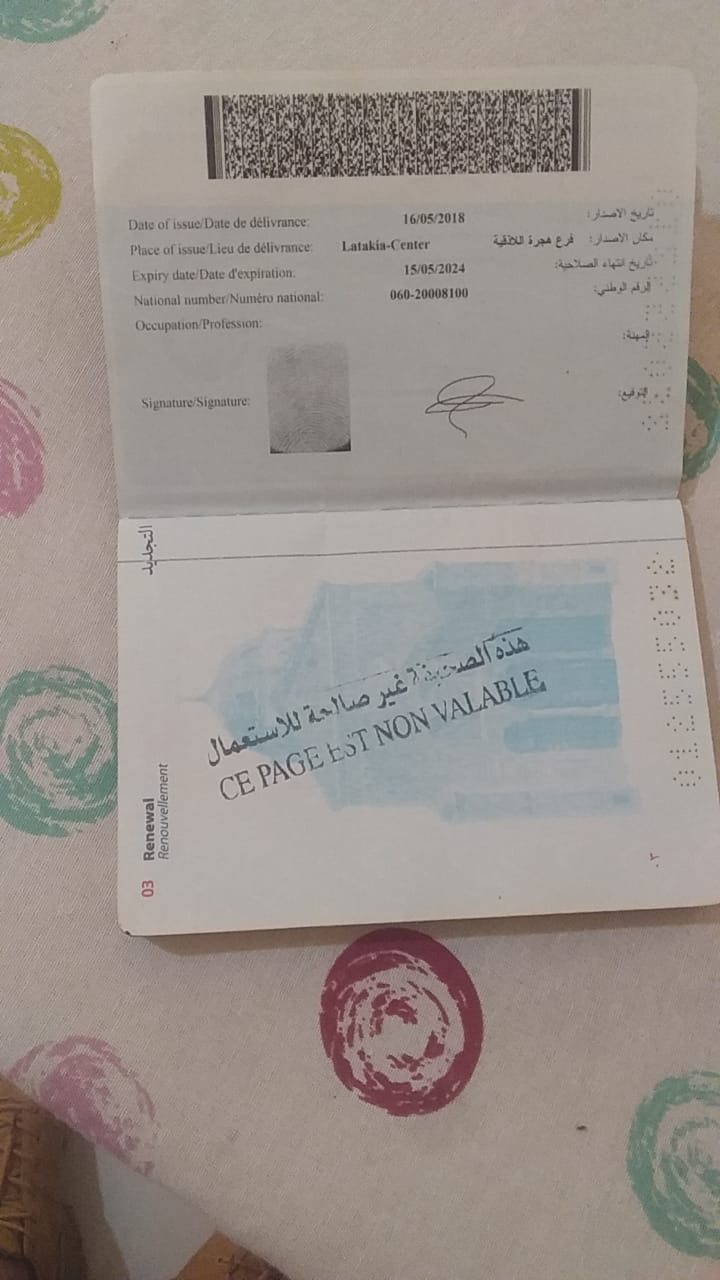 Date of issue/Date de délivrance: 16/05/2018 تاريخ الاصدار:
Place of issue/Lieu de délivrance: Latakia-Center فرع هجرة اللاذقية مكان الاصدار:
Expiry date/Date d'expiration: 15/05/2024 تاريخ انتهاء الصلاحية:
National number/Numéro national: 060-20008100 الرقم الوطني:
Occupation/Profession: المهنة:
Signature/Signature: التوقيع:
التجديد
هذه الصحيفة غير صالحة للاستعمال
CE PAGE EST NON VALABLE
Renewal
Renouvellement
03
٠٣